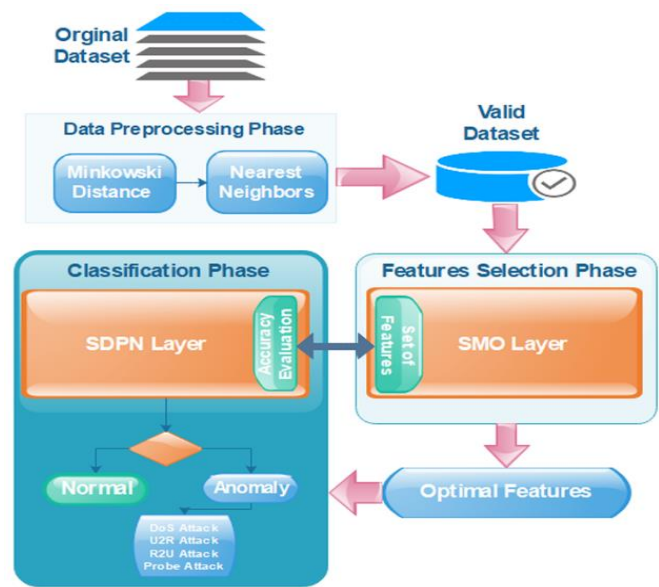 Orginal
Dataset
Data Preprocessing Phase
Minkowski
Distance
Nearest
Neighbors
Valid
Dataset
Classification Phase
SDPN Layer
Accuracy
Evaluation
Features Selection Phase
Set of
Features
SMO Layer
Normal
Anomaly
DoS Attack
U2R Attack
R2U Attack
Probe Attack
Optimal Features